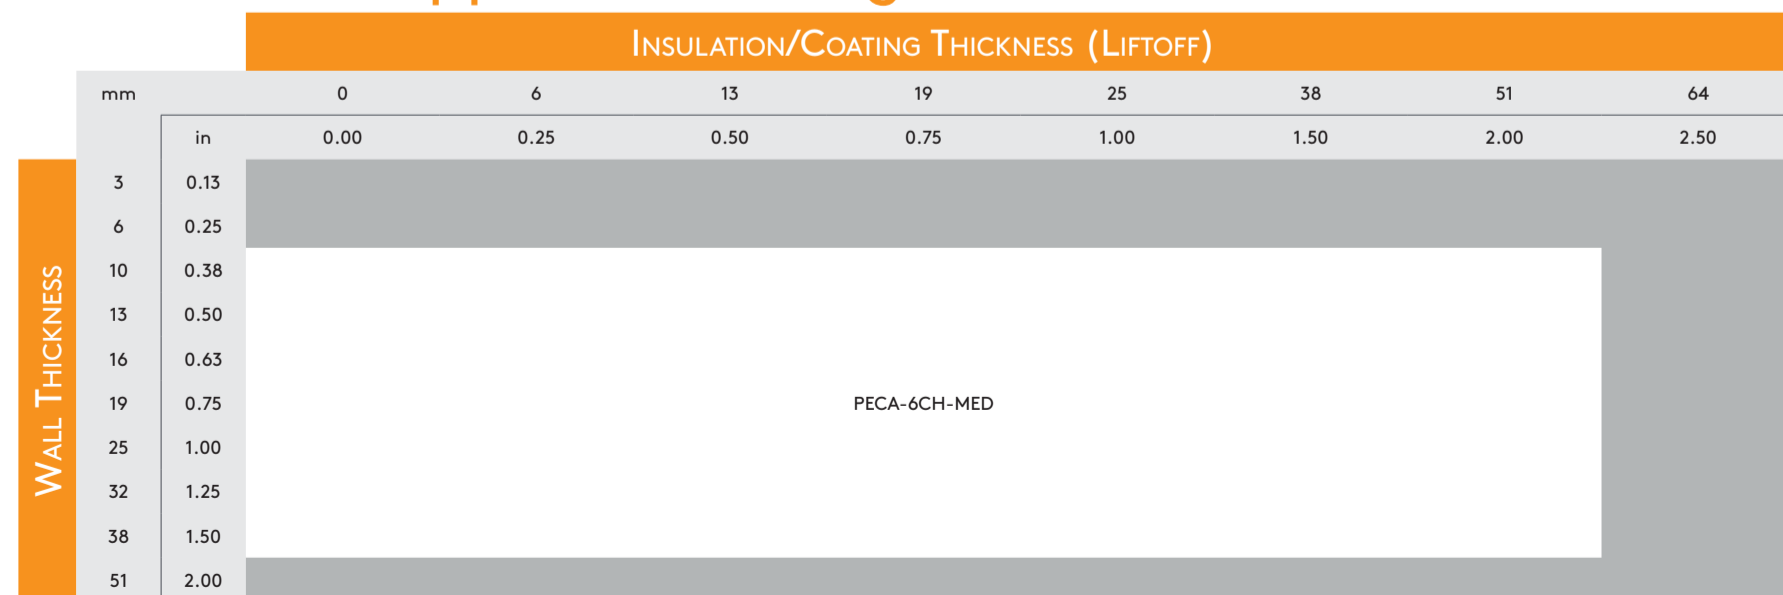 INSULATION/COATING THICKNESS (LIFTOFF)
mm 0 6 13 19 25 38 51 64
in 0.00 0.25 0.50 0.75 1.00 1.50 2.00 2.50
WALL THICKNESS
3 0.13
6 0.25
10 0.38
13 0.50
16 0.63
19 0.75 PECA-6CH-MED
25 1.00
32 1.25
38 1.50
51 2.00